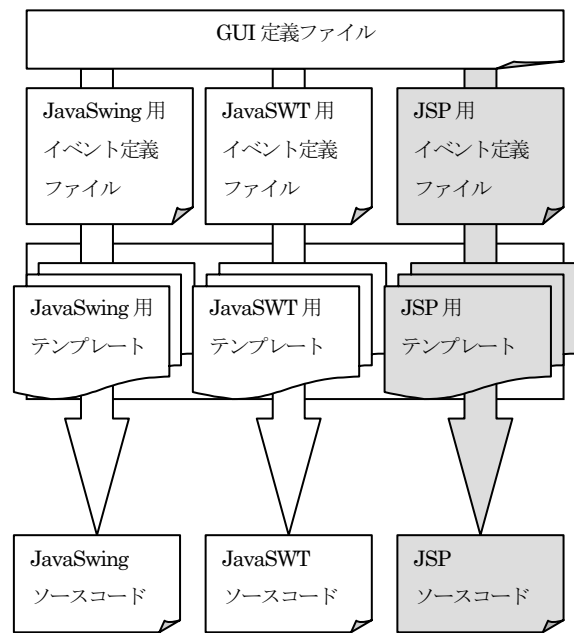 GUI 定義ファイル
JavaSwing 用
イベント定義
ファイル
JavaSWT 用
イベント定義
ファイル
JSP 用
イベント定義
ファイル
JavaSwing 用
テンプレート
JavaSWT 用
テンプレート
JSP 用
テンプレート
JavaSwing
ソースコード
JavaSWT
ソースコード
JSP
ソースコード